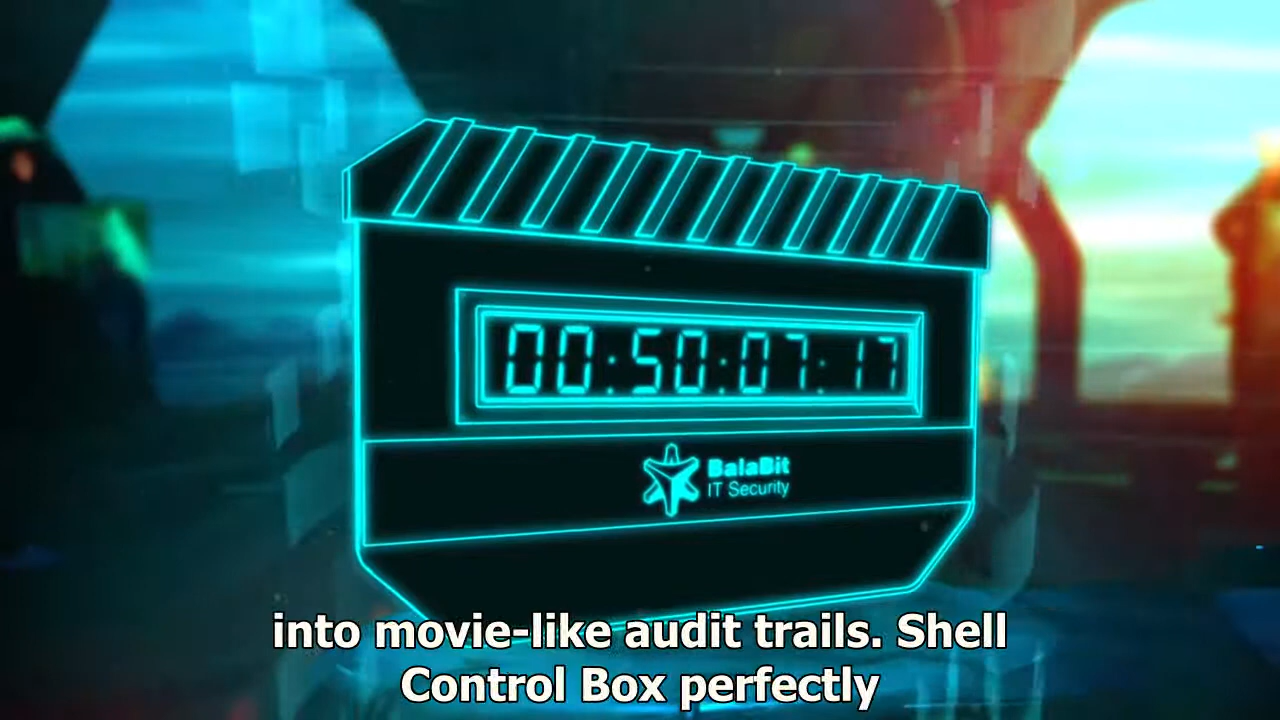 00:50:07:17
BalaBit
IT Security
into movie-like audit trails. Shell
Control Box perfectly